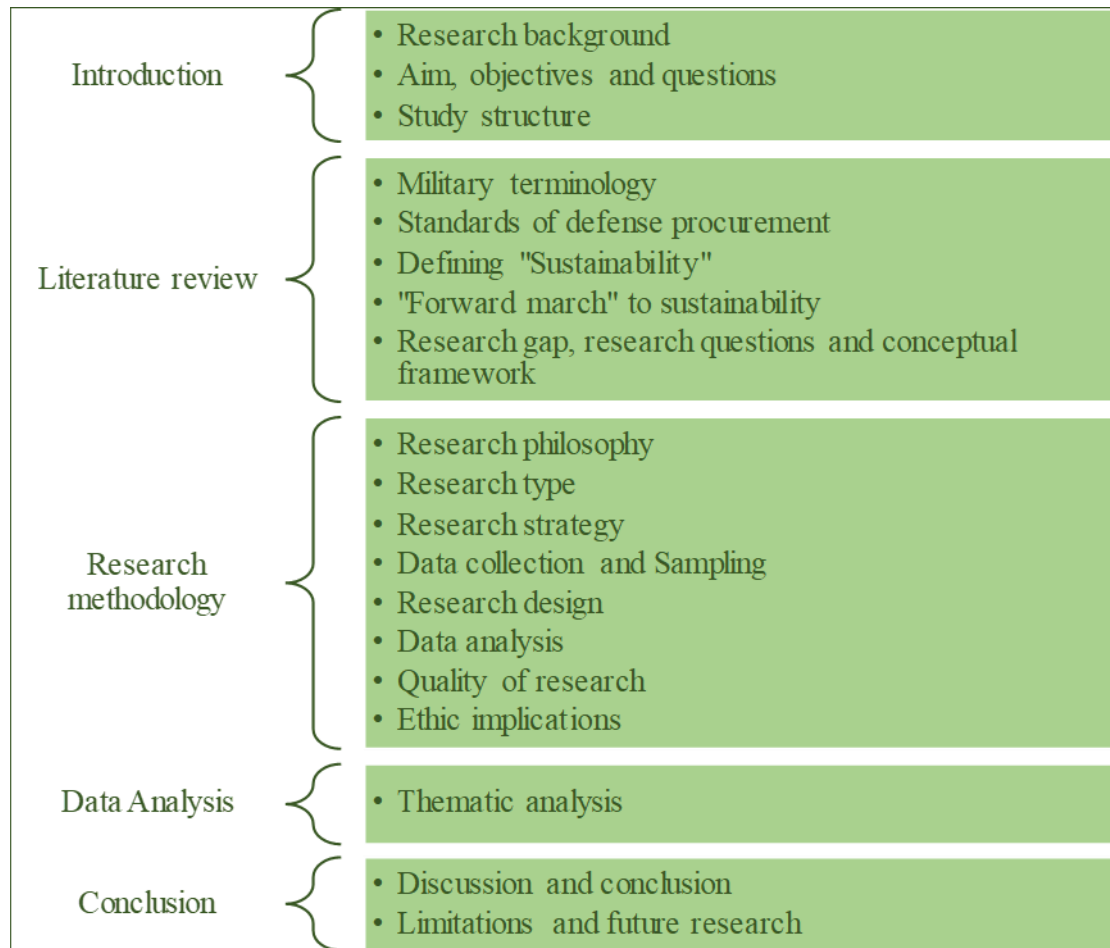 Introduction
• Research background
• Aim, objectives and questions
• Study structure
Literature review
• Military terminology
• Standards of defense procurement
• Defining "Sustainability"
• "Forward march" to sustainability
• Research gap, research questions and conceptual
framework
Research
methodology
• Research philosophy
• Research type
• Research strategy
• Data collection and Sampling
• Research design
• Data analysis
• Quality of research
• Ethic implications
Data Analysis
• Thematic analysis
Conclusion
• Discussion and conclusion
• Limitations and future research